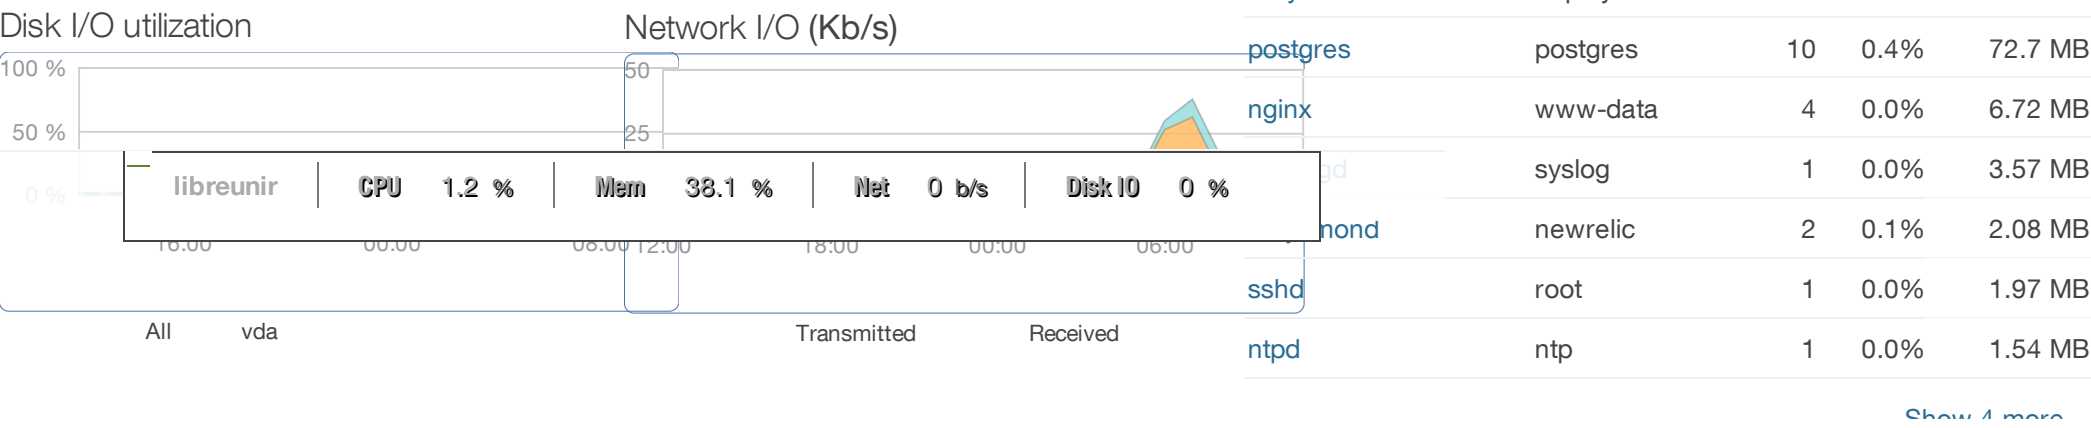 Disk I/O utilization
100 %
50 %
0 %
16:00 00:00 08:00
All vda
Network I/O (Kb/s)
50
25
12:00 18:00 00:00 06:00
Transmitted Received
libreunir CPU 1.2 % Mem 38.1 % Net 0 b/s Disk IO 0 %
postgres postgres 10 0.4% 72.7 MB
nginx www-data 4 0.0% 6.72 MB
syslog 1 0.0% 3.57 MB
newrelic 2 0.1% 2.08 MB
sshd root 1 0.0% 1.97 MB
ntpd ntp 1 0.0% 1.54 MB
Show 4 more